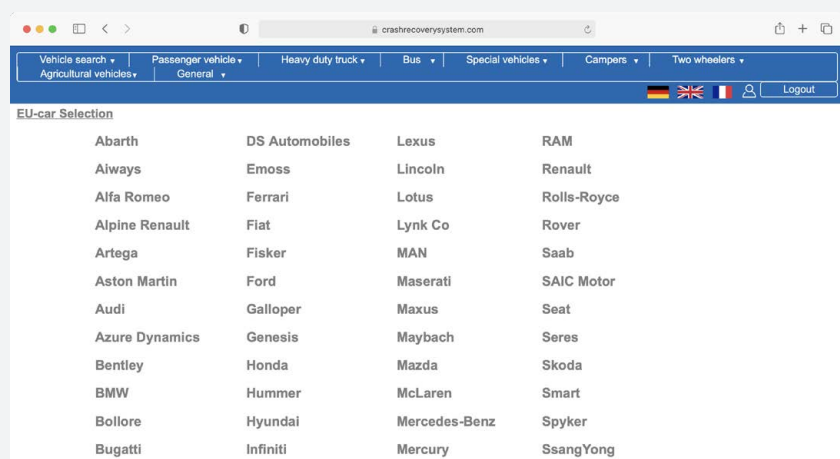 crashrecoverysystem.com
Vehicle search Passenger vehicle Heavy duty truck Bus Special vehicles Campers Two wheelers
Agricultural vehicles General
Logout
EU-car Selection
Abarth DS Automobiles Lexus RAM
Aiways Emoss Lincoln Renault
Alfa Romeo Ferrari Lotus Rolls-Royce
Alpine Renault Fiat Lynk Co Rover
Artega Fisker MAN Saab
Aston Martin Ford Maserati SAIC Motor
Audi Galloper Maxus Seat
Azure Dynamics Genesis Maybach Seres
Bentley Honda Mazda Skoda
BMW Hummer McLaren Smart
Bollore Hyundai Mercedes-Benz Spyker
Bugatti Infiniti Mercury SsangYong